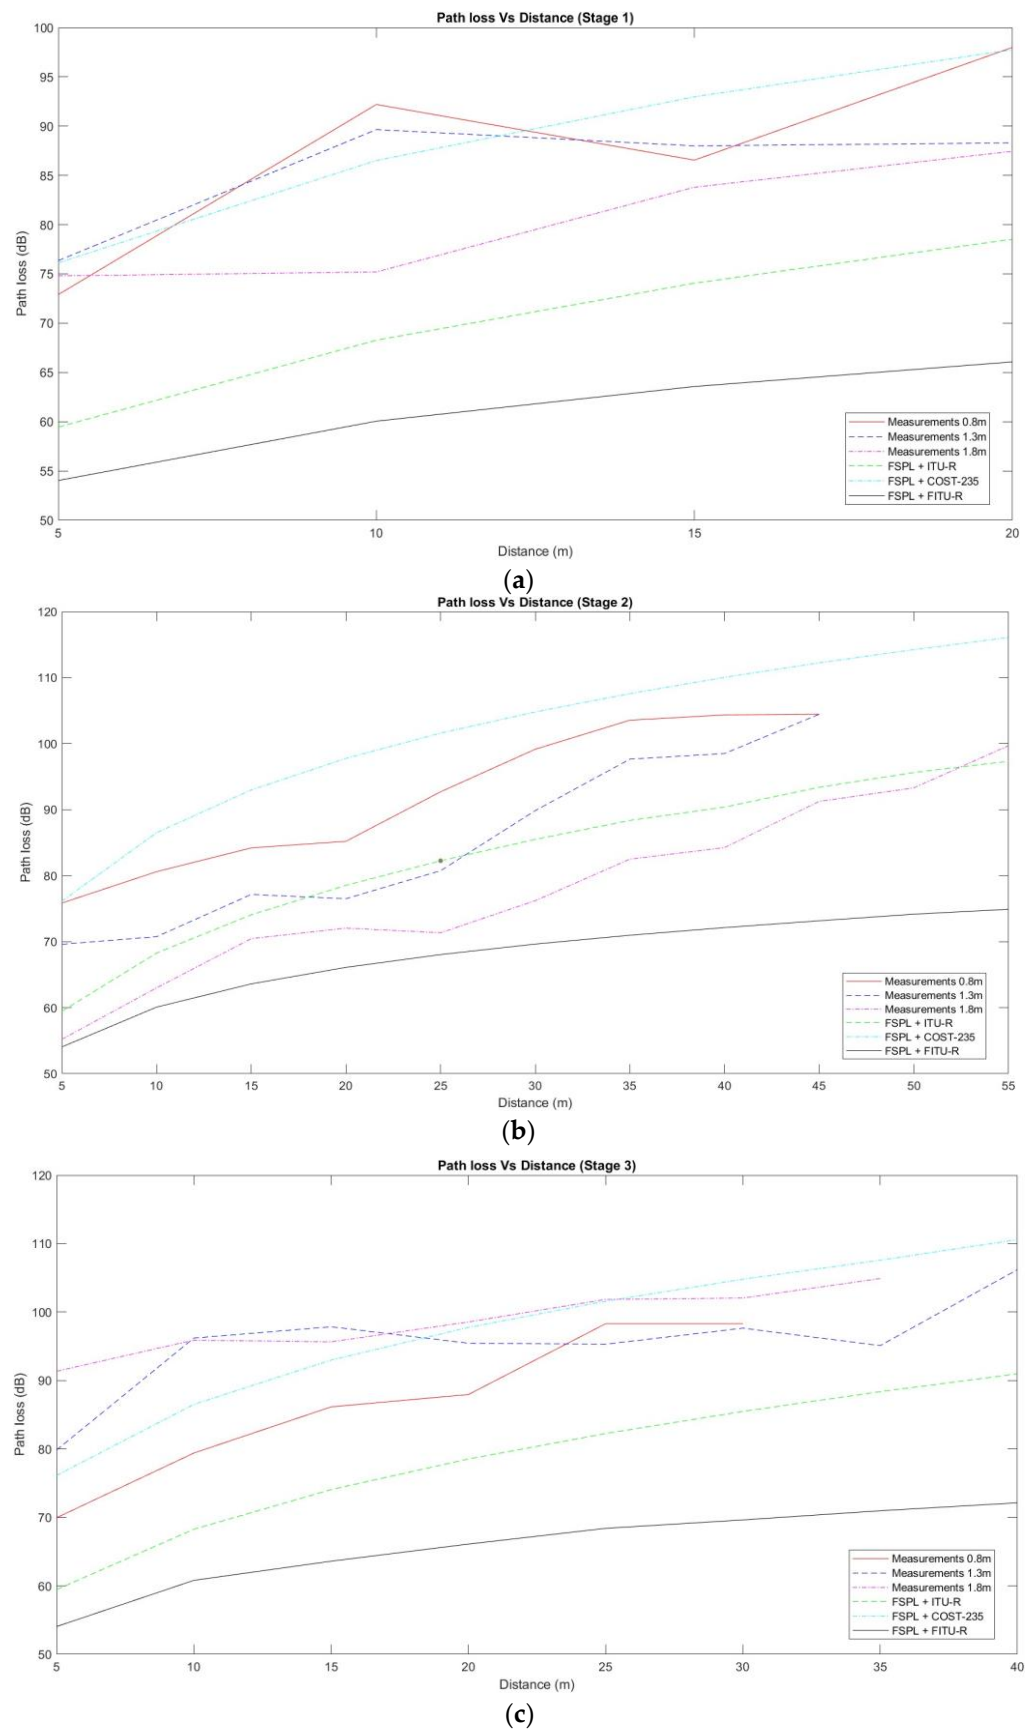 Path loss Vs Distance (Stage 1)
100
95
90
85
80
75
70
65
60
55
50
Path loss (dB)
Measurements 0.8m
Measurements 1.3m
Measurements 1.8m
FSPL + ITU-R
FSPL + COST-235
FSPL + FITU-R
5 10 15 20
Distance (m)
(a)
Path loss Vs Distance (Stage 2)
120
110
100
90
80
70
60
50
Path loss (dB)
Measurements 0.8m
Measurements 1.3m
Measurements 1.8m
FSPL + ITU-R
FSPL + COST-235
FSPL + FITU-R
5 10 15 20 25 30 35 40 45 50 55
Distance (m)
(b)
Path loss Vs Distance (Stage 3)
120
110
100
90
80
70
60
50
Path loss (dB)
Measurements 0.8m
Measurements 1.3m
Measurements 1.8m
FSPL + ITU-R
FSPL + COST-235
FSPL + FITU-R
5 10 15 20 25 30 35 40
Distance (m)
(c)